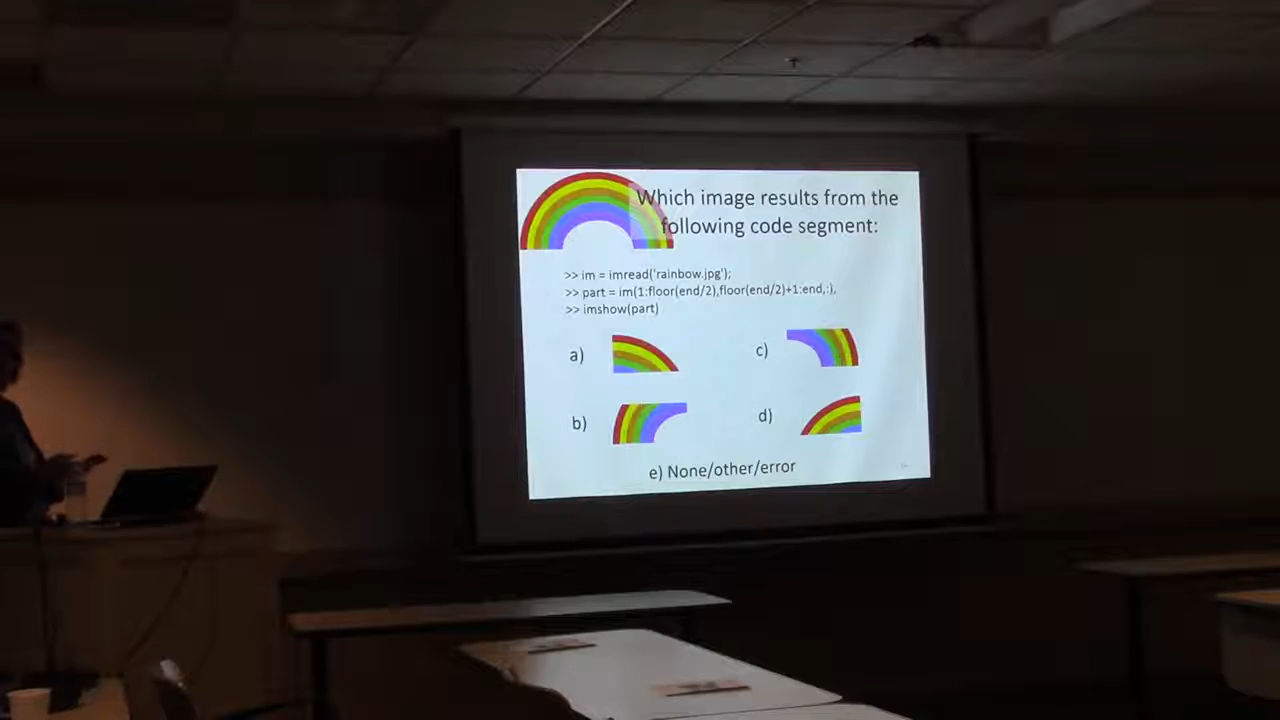 Which image results from the
following code segment:
>> im = imread('rainbow.jpg');
>> part = im(1:floor(end/2),floor(end/2)+1:end,:),
>> imshow(part)
a)
c)
b)
d)
e) None/other/error